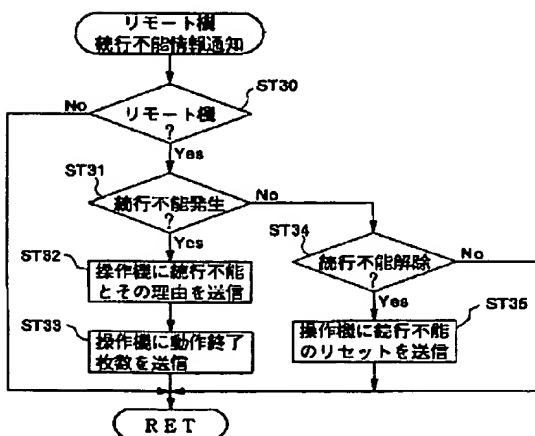 リモート機
続行不能情報通知
ST30
No
リモート機
?
Yes
ST31
No
続行不能発生
?
Yes
ST34
No
続行不能解除
?
Yes
ST32
操作機に続行不能
とその理由を送信
ST35
操作機に続行不能
のリセットを送信
ST33
操作機に動作終了
枚数を送信
RET